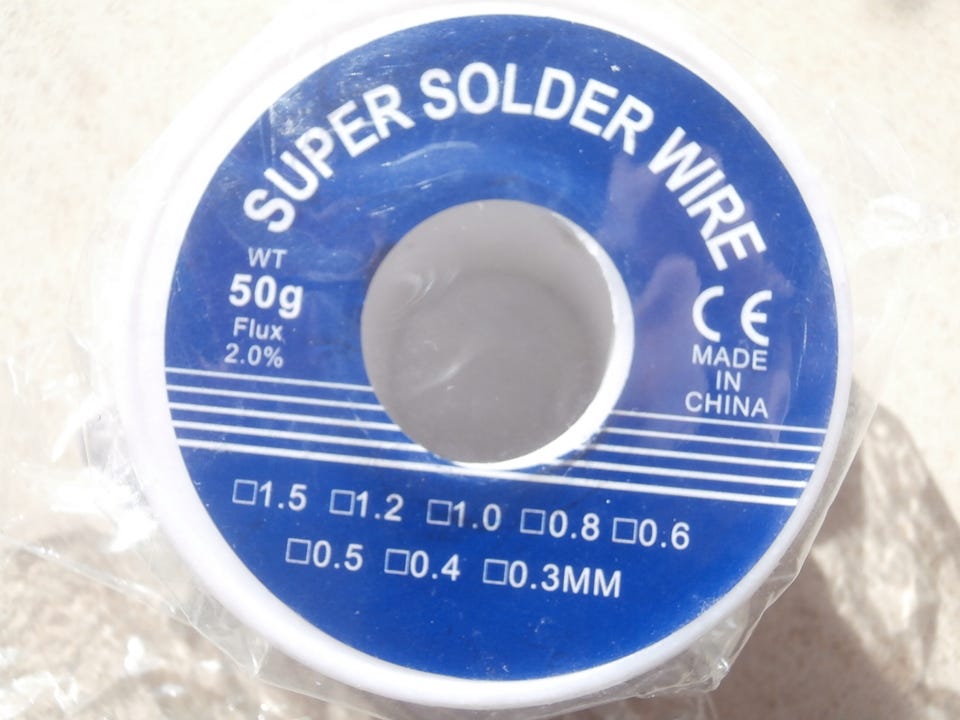 SUPER SOLDER WIRE
WT
50g
Flux
2.0%
CE
MADE
IN
CHINA
□1.5 □1.2 □1.0 □0.8 □0.6
□0.5 □0.4 □0.3MM